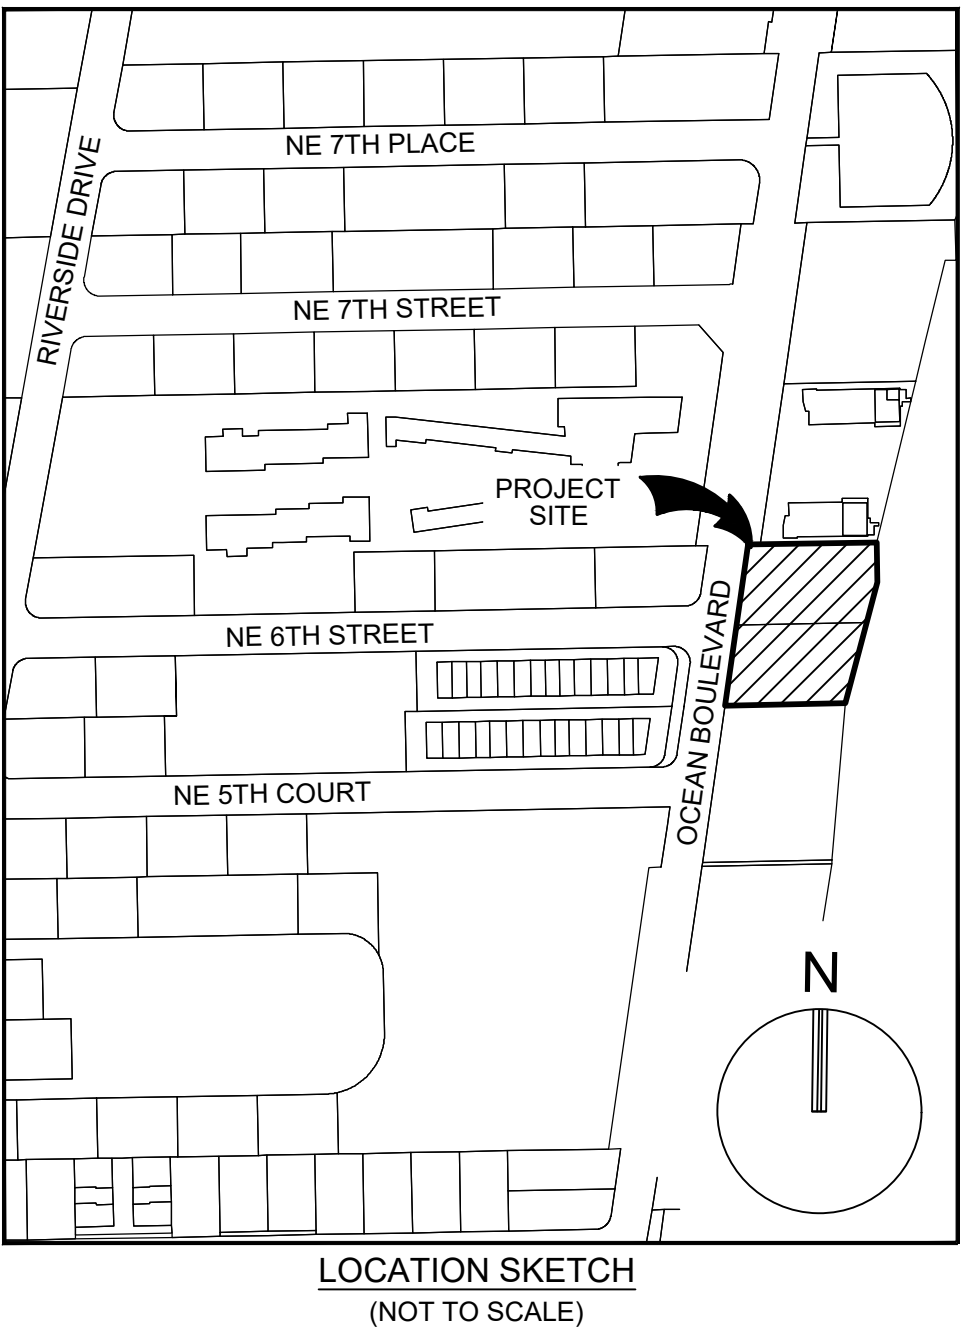 NE 7TH PLACE
RIVERSIDE DRIVE
NE 7TH STREET
PROJECT
SITE
OCEAN BOULEVARD
NE 6TH STREET
NE 5TH COURT
N
LOCATION SKETCH
(NOT TO SCALE)